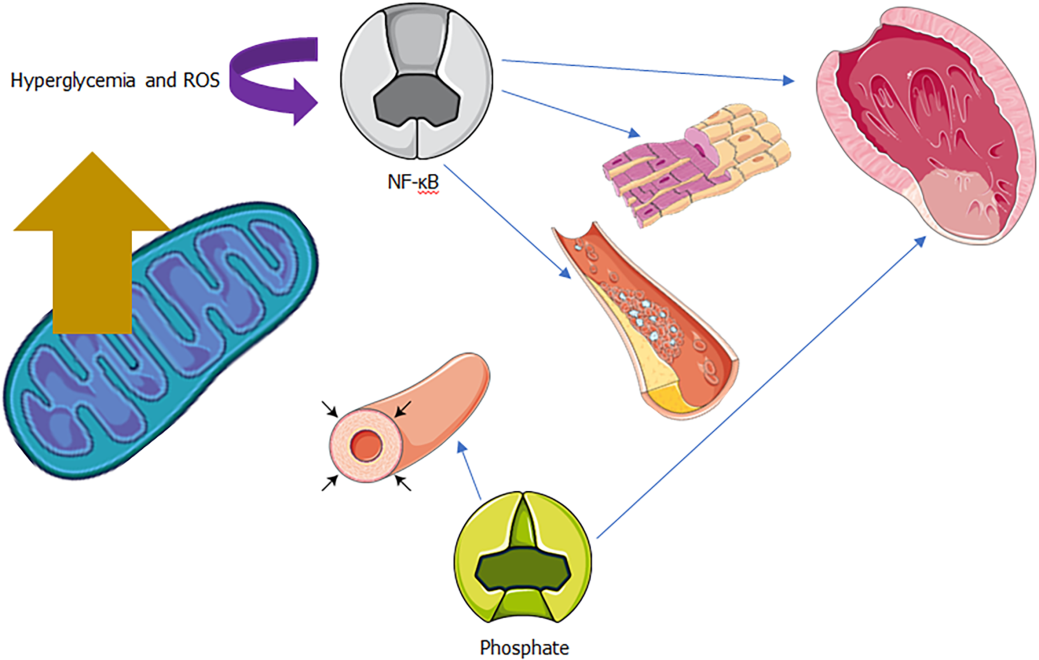 Hyperglycemia and ROS
NF-κB
Phosphate